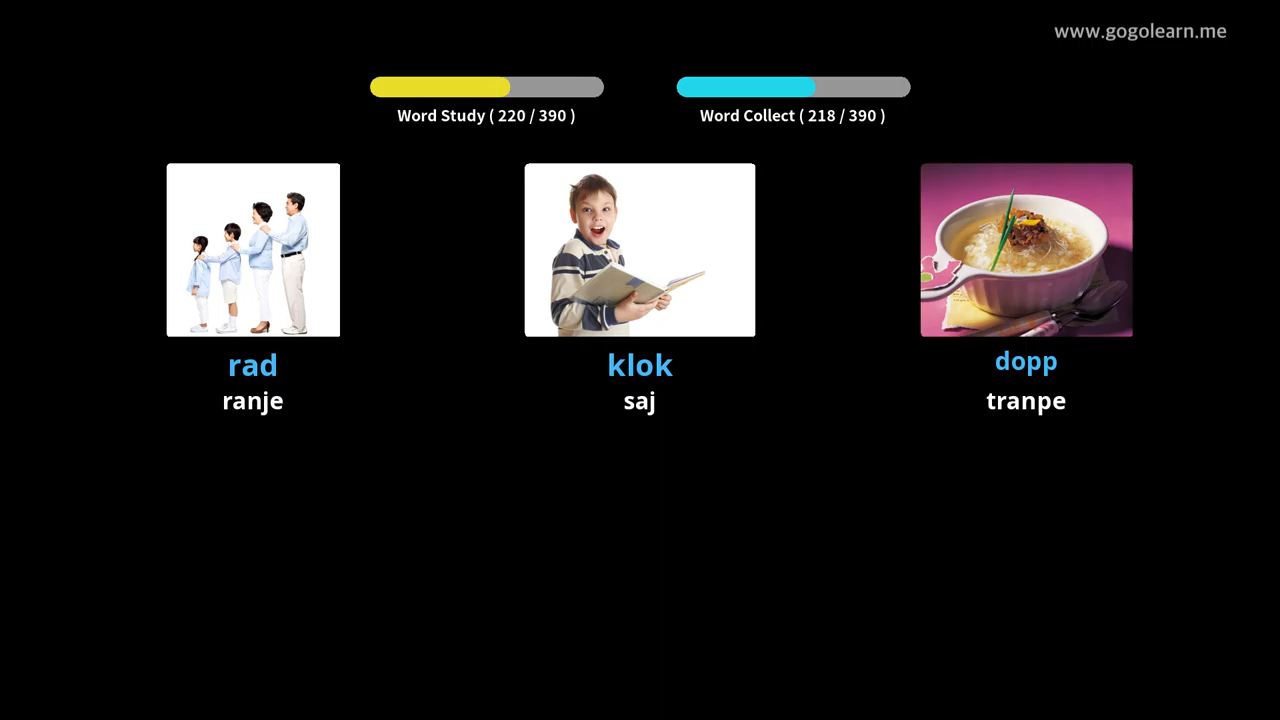 www.gogolearn.me
Word Study ( 220 / 390 )
Word Collect ( 218 / 390 )
rad
ranje
klok
saj
dopp
tranpe